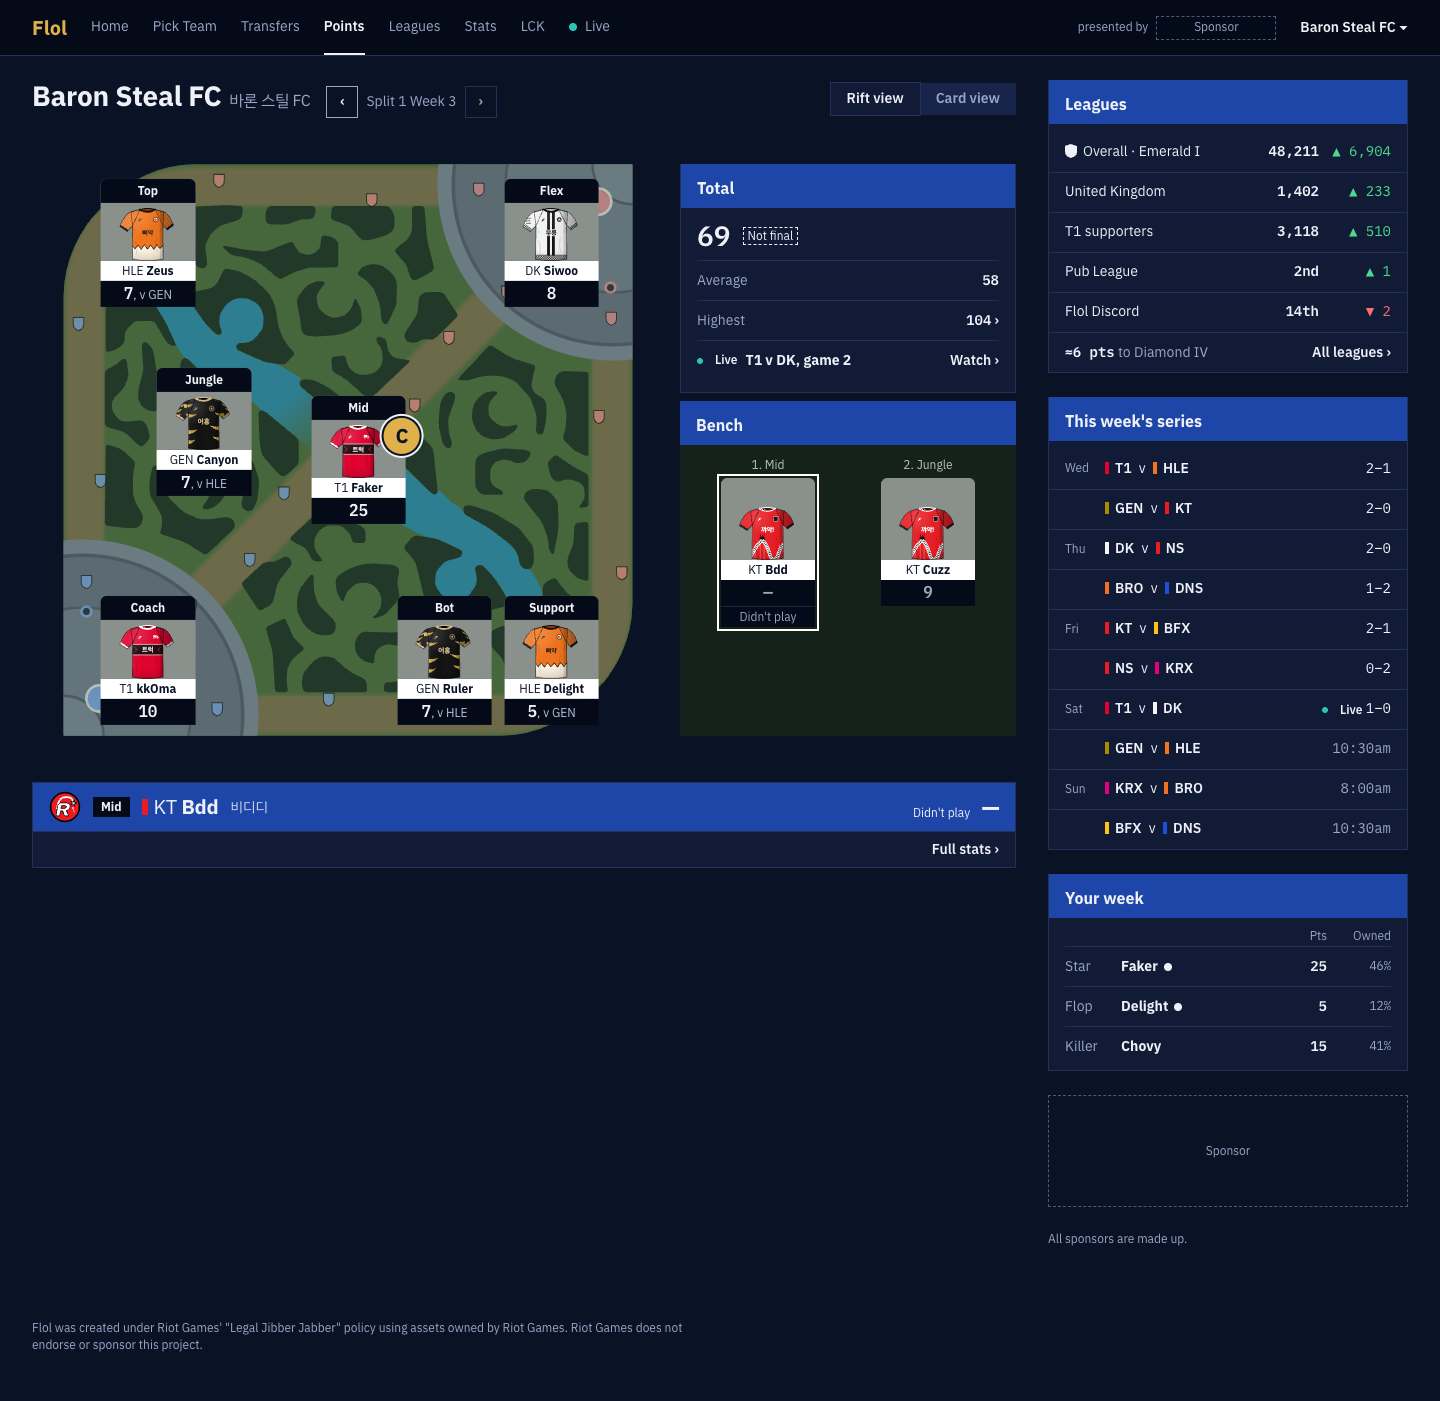 Flol Home Pick Team Transfers Points Leagues Stats LCK Live presented by Sponsor Baron Steal FC
Baron Steal FC 바론 스틸 FC ‹ Split 1 Week 3 › Rift view Card view
Top
HLE Zeus
7, v GEN
Flex
DK Siwoo
8
Jungle
어흥
GEN Canyon
7, v HLE
Mid
C
트럭
T1 Faker
25
Coach
트럭
T1 kkOma
10
Bot
어흥
GEN Ruler
7, v HLE
Support
HLE Delight
5, v GEN
Total
69 Not final
Average 58
Highest 104 ›
Live T1 v DK, game 2 Watch ›
Bench
1. Mid
KT Bdd
–
Didn't play
2. Jungle
KT Cuzz
9
Mid KT Bdd 비디디 Didn't play –
Full stats ›
Leagues
Overall · Emerald I 48,211 ▲ 6,904
United Kingdom 1,402 ▲ 233
T1 supporters 3,118 ▲ 510
Pub League 2nd ▲ 1
Flol Discord 14th ▼ 2
≈6 pts to Diamond IV All leagues ›
This week's series
Wed T1 v HLE 2–1
GEN v KT 2–0
Thu DK v NS 2–0
BRO v DNS 1–2
Fri KT v BFX 2–1
NS v KRX 0–2
Sat T1 v DK Live 1–0
GEN v HLE 10:30am
Sun KRX v BRO 8:00am
BFX v DNS 10:30am
Your week
Pts Owned
Star Faker 25 46%
Flop Delight 5 12%
Killer Chovy 15 41%
Sponsor
All sponsors are made up.
Flol was created under Riot Games' "Legal Jibber Jabber" policy using assets owned by Riot Games. Riot Games does not
endorse or sponsor this project.